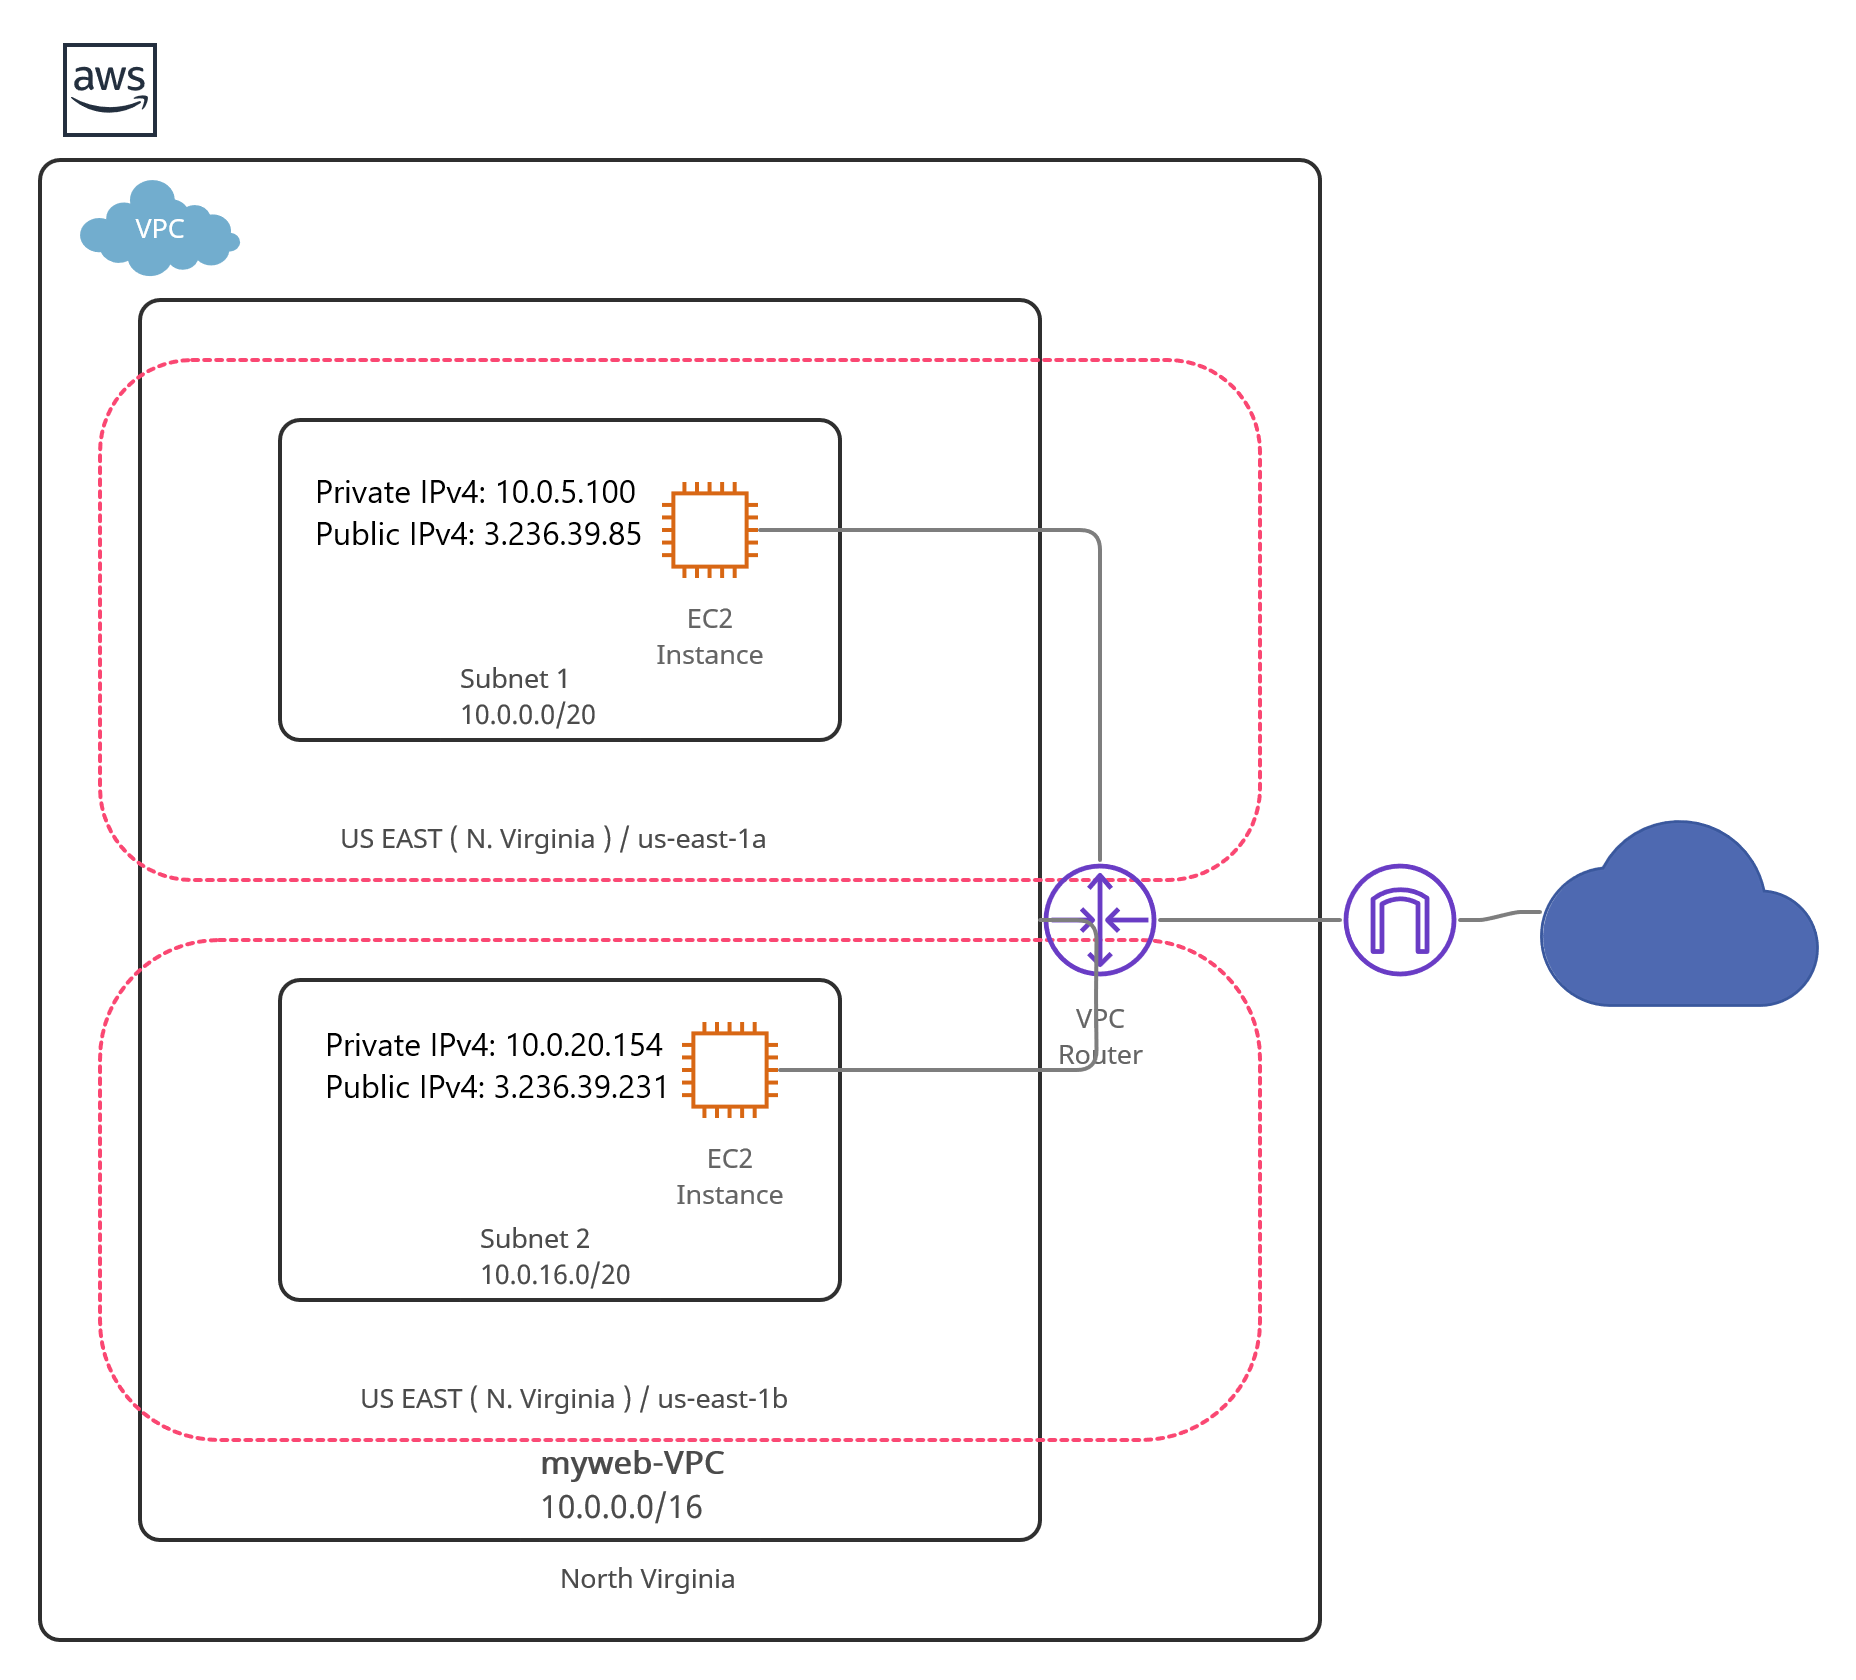 aws
VPC
Private IPv4: 10.0.5.100
Public IPv4: 3.236.39.85
EC2
Instance
Subnet 1
10.0.0.0/20
US EAST ( N. Virginia ) / us-east-1a
VPC
Router
Private IPv4: 10.0.20.154
Public IPv4: 3.236.39.231
EC2
Instance
Subnet 2
10.0.16.0/20
US EAST ( N. Virginia ) / us-east-1b
myweb-VPC
10.0.0.0/16
North Virginia